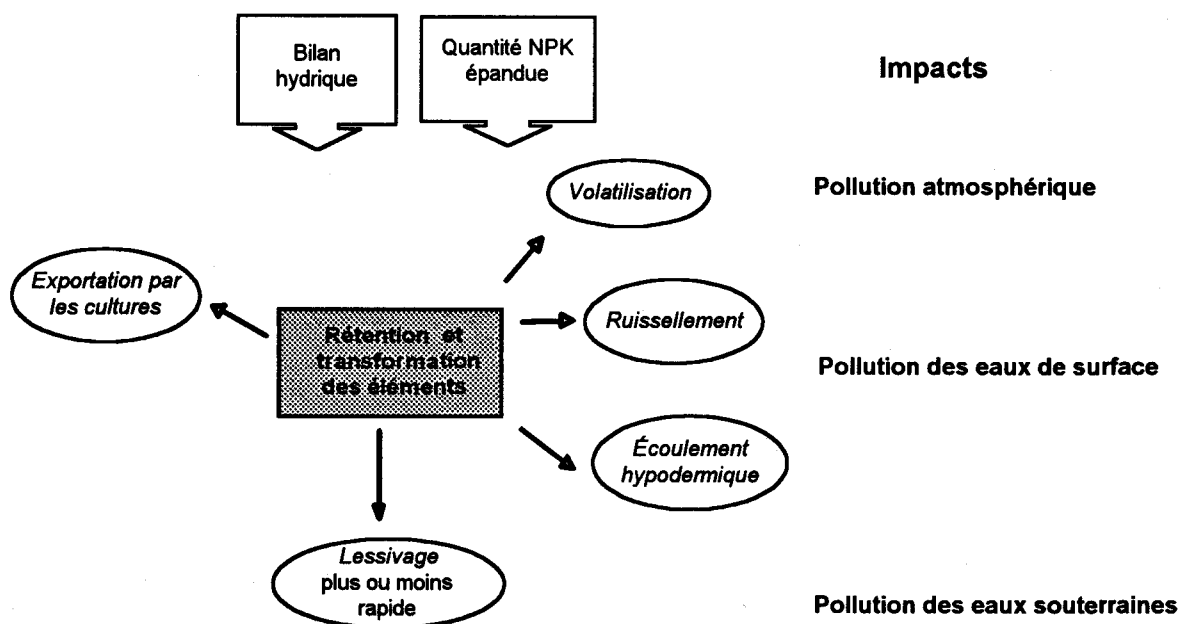 Bilan
hydrique
Quantité NPK
épandue
Impacts
Volatilisation
Pollution atmosphérique
Exportation par
les cultures
Rétention et
transformation
des éléments
Ruissellement
Pollution des eaux de surface
Écoulement
hypodermique
Lessivage
plus ou moins
rapide
Pollution des eaux souterraines